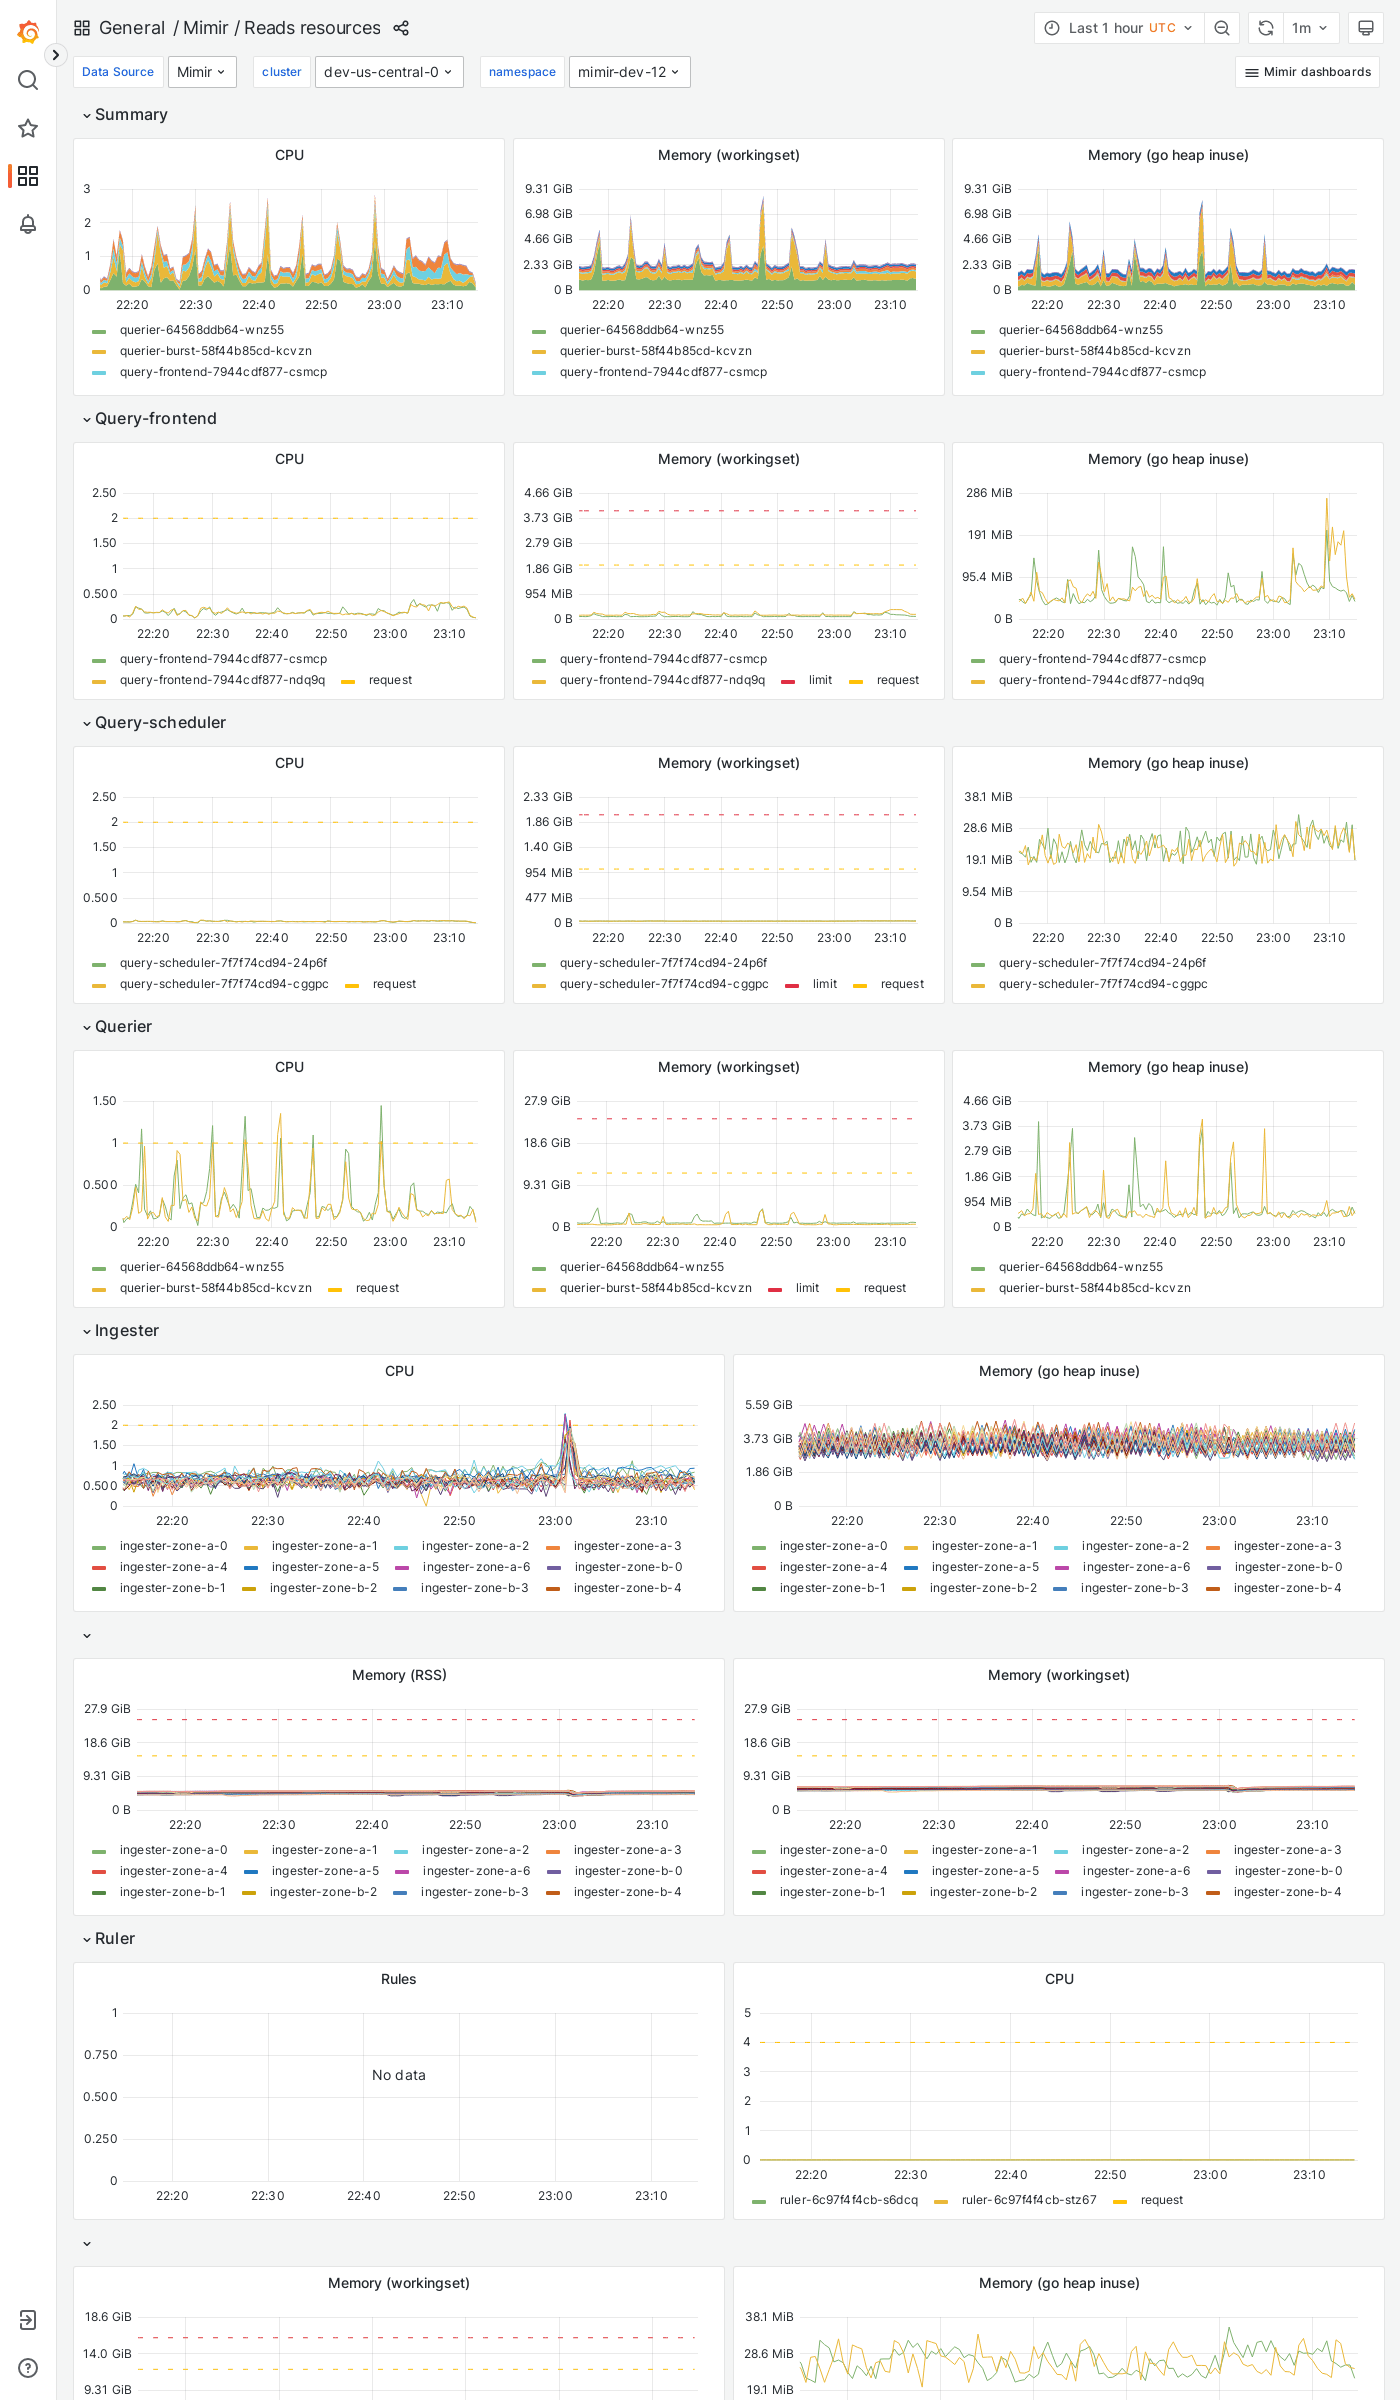 General / Mimir / Reads resources
Last 1 hour UTC
1m
Data Source Mimir cluster dev-us-central-0 namespace mimir-dev-12 Mimir dashboards
Summary
CPU
3
2
1
0
22:20 22:30 22:40 22:50 23:00 23:10
querier-64568ddb64-wnz55
querier-burst-58f44b85cd-kcvzn
query-frontend-7944cdf877-csmcp
Memory (workingset)
9.31 GiB
6.98 GiB
4.66 GiB
2.33 GiB
0 B
22:20 22:30 22:40 22:50 23:00 23:10
querier-64568ddb64-wnz55
querier-burst-58f44b85cd-kcvzn
query-frontend-7944cdf877-csmcp
Memory (go heap inuse)
9.31 GiB
6.98 GiB
4.66 GiB
2.33 GiB
0 B
22:20 22:30 22:40 22:50 23:00 23:10
querier-64568ddb64-wnz55
querier-burst-58f44b85cd-kcvzn
query-frontend-7944cdf877-csmcp
Query-frontend
CPU
2.50
2
1.50
1
0.500
0
22:20 22:30 22:40 22:50 23:00 23:10
query-frontend-7944cdf877-csmcp
query-frontend-7944cdf877-ndq9q request
Memory (workingset)
4.66 GiB
3.73 GiB
2.79 GiB
1.86 GiB
954 MiB
0 B
22:20 22:30 22:40 22:50 23:00 23:10
query-frontend-7944cdf877-csmcp
query-frontend-7944cdf877-ndq9q limit request
Memory (go heap inuse)
286 MiB
191 MiB
95.4 MiB
0 B
22:20 22:30 22:40 22:50 23:00 23:10
query-frontend-7944cdf877-csmcp
query-frontend-7944cdf877-ndq9q
Query-scheduler
CPU
2.50
2
1.50
1
0.500
0
22:20 22:30 22:40 22:50 23:00 23:10
query-scheduler-7f7f74cd94-24p6f
query-scheduler-7f7f74cd94-cggpc request
Memory (workingset)
2.33 GiB
1.86 GiB
1.40 GiB
954 MiB
477 MiB
0 B
22:20 22:30 22:40 22:50 23:00 23:10
query-scheduler-7f7f74cd94-24p6f
query-scheduler-7f7f74cd94-cggpc limit request
Memory (go heap inuse)
38.1 MiB
28.6 MiB
19.1 MiB
9.54 MiB
0 B
22:20 22:30 22:40 22:50 23:00 23:10
query-scheduler-7f7f74cd94-24p6f
query-scheduler-7f7f74cd94-cggpc
Querier
CPU
1.50
1
0.500
0
22:20 22:30 22:40 22:50 23:00 23:10
querier-64568ddb64-wnz55
querier-burst-58f44b85cd-kcvzn request
Memory (workingset)
27.9 GiB
18.6 GiB
9.31 GiB
0 B
22:20 22:30 22:40 22:50 23:00 23:10
querier-64568ddb64-wnz55
querier-burst-58f44b85cd-kcvzn limit request
Memory (go heap inuse)
4.66 GiB
3.73 GiB
2.79 GiB
1.86 GiB
954 MiB
0 B
22:20 22:30 22:40 22:50 23:00 23:10
querier-64568ddb64-wnz55
querier-burst-58f44b85cd-kcvzn
Ingester
CPU
2.50
2
1.50
1
0.500
0
22:20 22:30 22:40 22:50 23:00 23:10
ingester-zone-a-0 ingester-zone-a-1 ingester-zone-a-2 ingester-zone-a-3
ingester-zone-a-4 ingester-zone-a-5 ingester-zone-a-6 ingester-zone-b-0
ingester-zone-b-1 ingester-zone-b-2 ingester-zone-b-3 ingester-zone-b-4
Memory (go heap inuse)
5.59 GiB
3.73 GiB
1.86 GiB
0 B
22:20 22:30 22:40 22:50 23:00 23:10
ingester-zone-a-0 ingester-zone-a-1 ingester-zone-a-2 ingester-zone-a-3
ingester-zone-a-4 ingester-zone-a-5 ingester-zone-a-6 ingester-zone-b-0
ingester-zone-b-1 ingester-zone-b-2 ingester-zone-b-3 ingester-zone-b-4
Memory (RSS)
27.9 GiB
18.6 GiB
9.31 GiB
0 B
22:20 22:30 22:40 22:50 23:00 23:10
ingester-zone-a-0 ingester-zone-a-1 ingester-zone-a-2 ingester-zone-a-3
ingester-zone-a-4 ingester-zone-a-5 ingester-zone-a-6 ingester-zone-b-0
ingester-zone-b-1 ingester-zone-b-2 ingester-zone-b-3 ingester-zone-b-4
Memory (workingset)
27.9 GiB
18.6 GiB
9.31 GiB
0 B
22:20 22:30 22:40 22:50 23:00 23:10
ingester-zone-a-0 ingester-zone-a-1 ingester-zone-a-2 ingester-zone-a-3
ingester-zone-a-4 ingester-zone-a-5 ingester-zone-a-6 ingester-zone-b-0
ingester-zone-b-1 ingester-zone-b-2 ingester-zone-b-3 ingester-zone-b-4
Ruler
Rules
1
0.750
0.500
0.250
0
No data
22:20 22:30 22:40 22:50 23:00 23:10
CPU
5
4
3
2
1
0
22:20 22:30 22:40 22:50 23:00 23:10
ruler-6c97f4f4cb-s6dcq ruler-6c97f4f4cb-stz67 request
Memory (workingset)
18.6 GiB
14.0 GiB
9.31 GiB
Memory (go heap inuse)
38.1 MiB
28.6 MiB
19.1 MiB